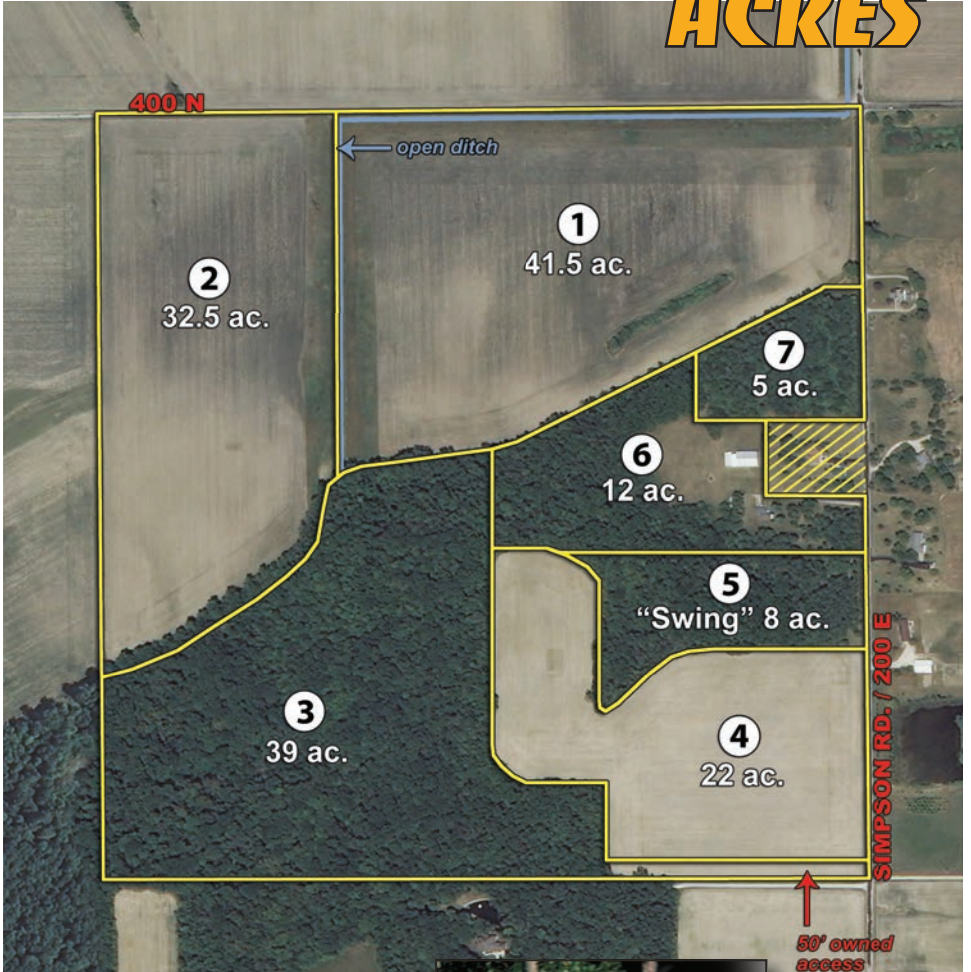 ACRES
400 N
open ditch
1
41.5 ac.
2
32.5 ac.
7
5 ac.
6
12 ac.
5
“Swing” 8 ac.
3
39 ac.
4
22 ac.
SIMPSON RD. / 200 E
50' owned
access